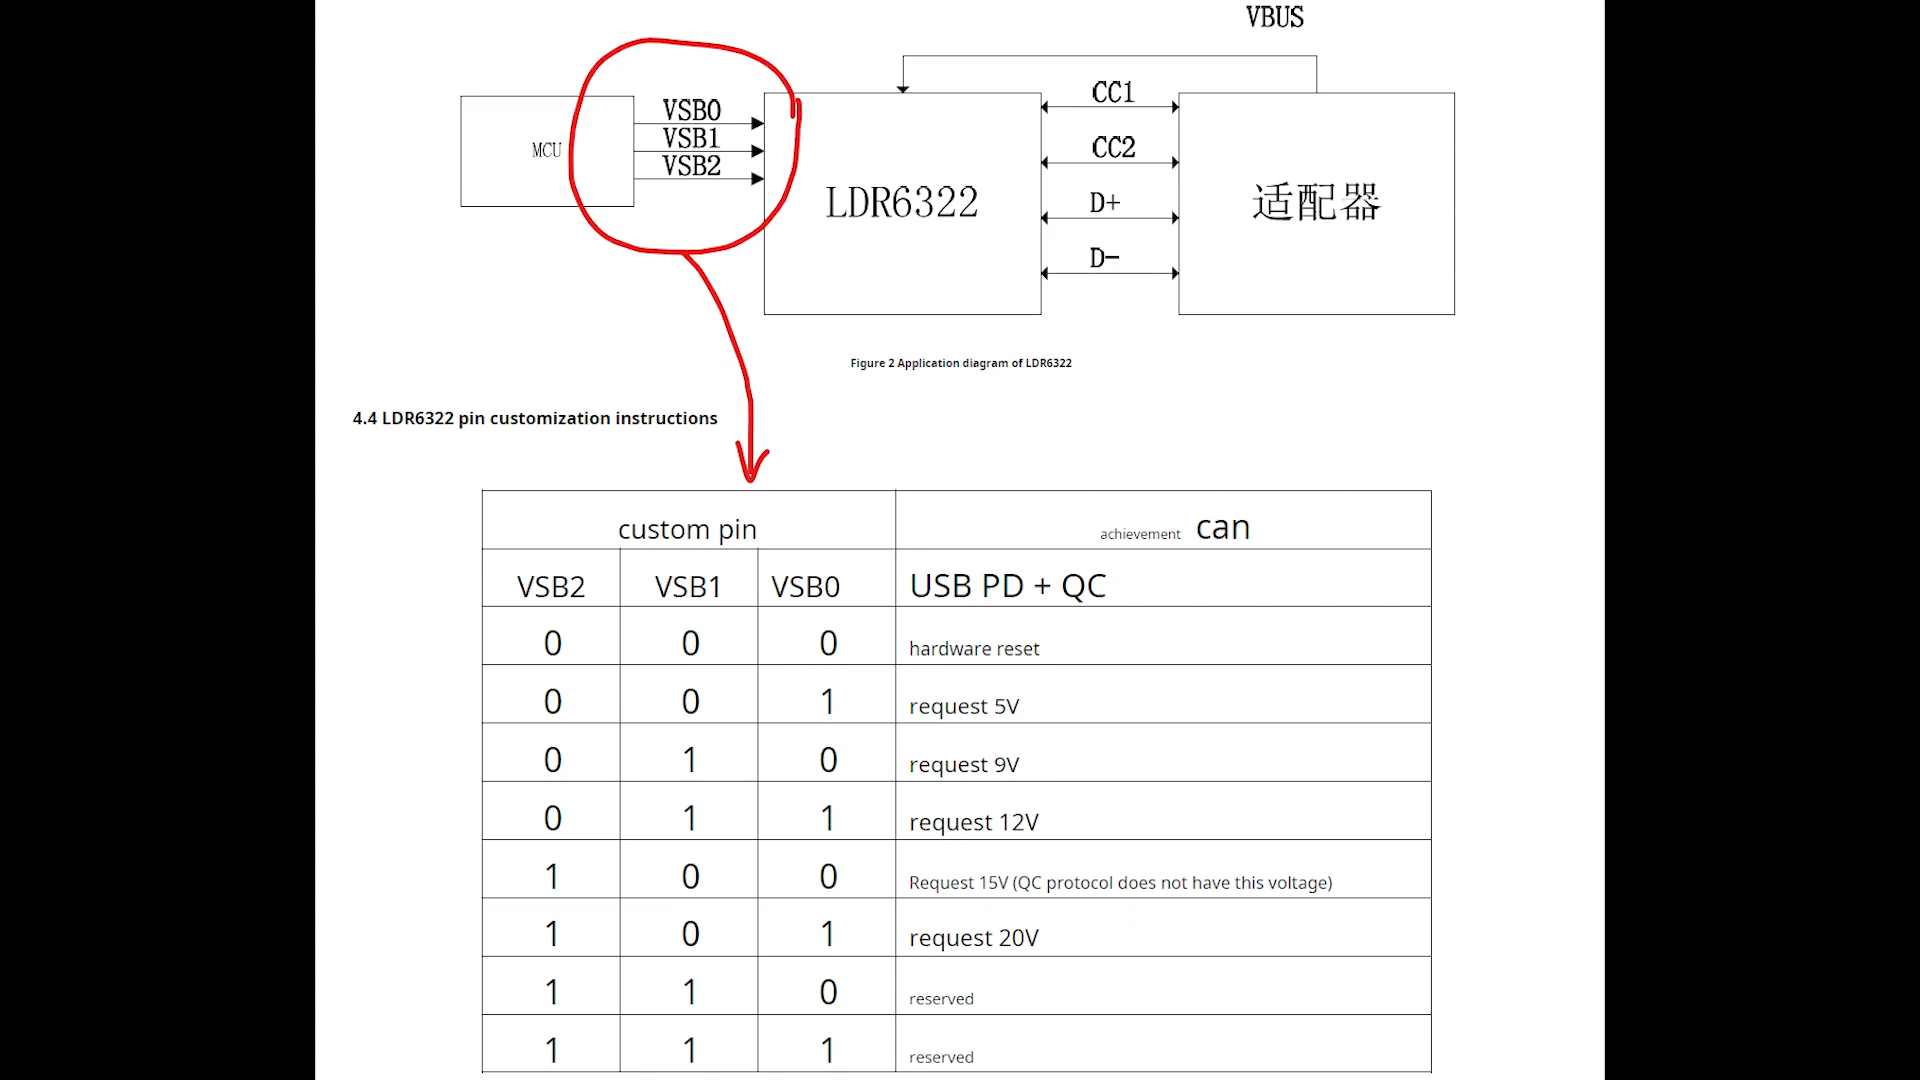 VBUS
VSB0
VSB1
VSB2
MCU
LDR6322
CC1
CC2
D+
D-
适配器
Figure 2 Application diagram of LDR6322
4.4 LDR6322 pin customization instructions
custom pin achievement can
VSB2 VSB1 VSB0 USB PD + QC
0 0 0 hardware reset
0 0 1 request 5V
0 1 0 request 9V
0 1 1 request 12V
1 0 0 Request 15V (QC protocol does not have this voltage)
1 0 1 request 20V
1 1 0 reserved
1 1 1 reserved